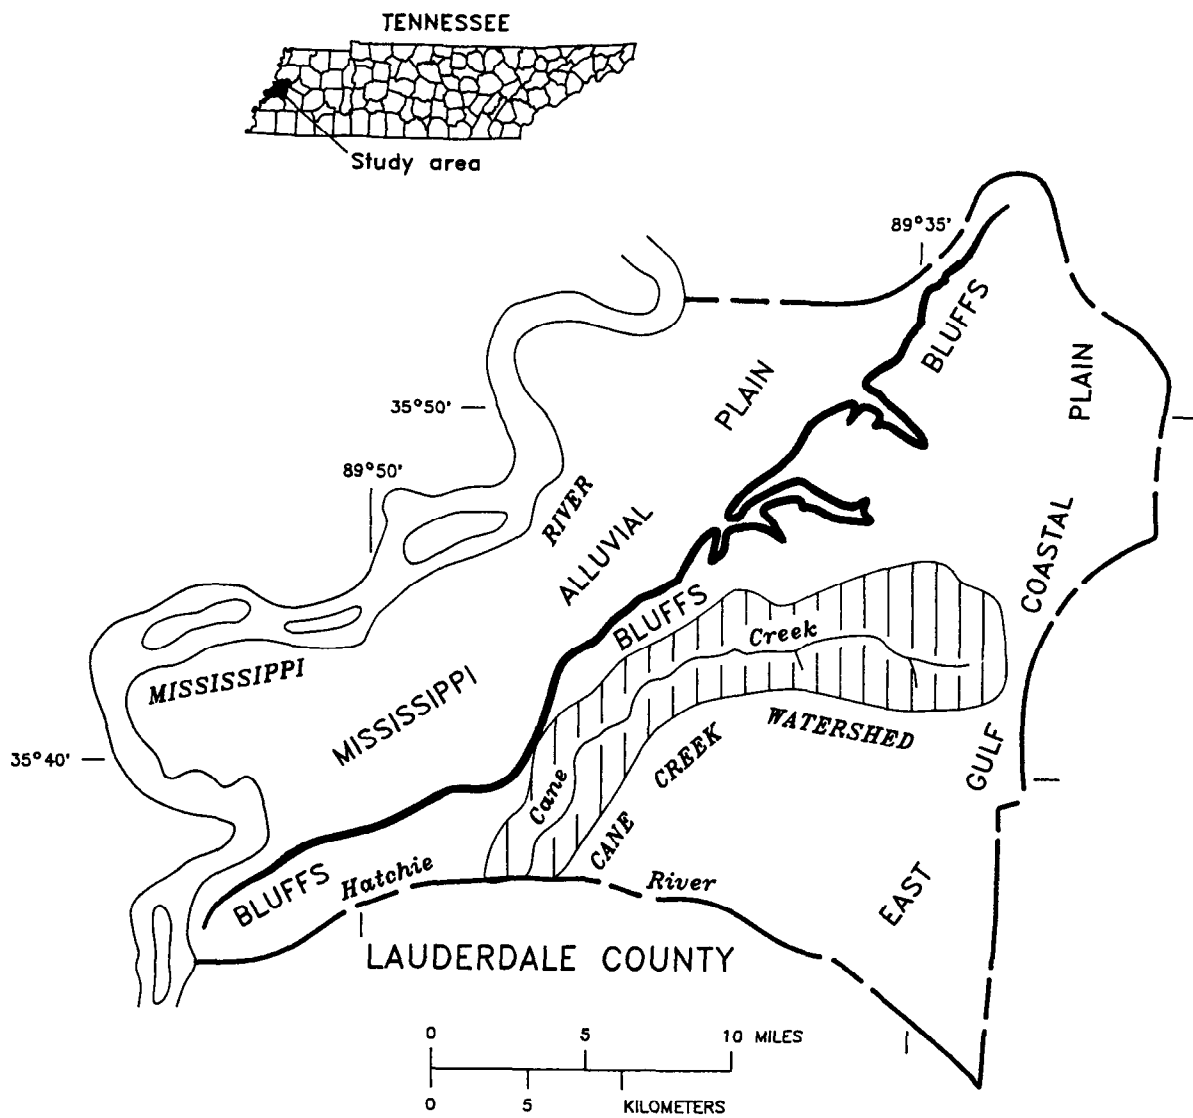 TENNESSEE
Study area
89°35'
BLUFFS
PLAIN
PLAIN
35°50'
89°50'
RIVER
ALLUVIAL
COASTAL
BLUFFS
Creek
MISSISSIPPI
MISSISSIPPI
WATERSHED
CREEK
GULF
35°40'
Cane
CANE
Hatchie
River
BLUFFS
EAST
LAUDERDALE COUNTY
0 5 10 MILES
0 5 KILOMETERS